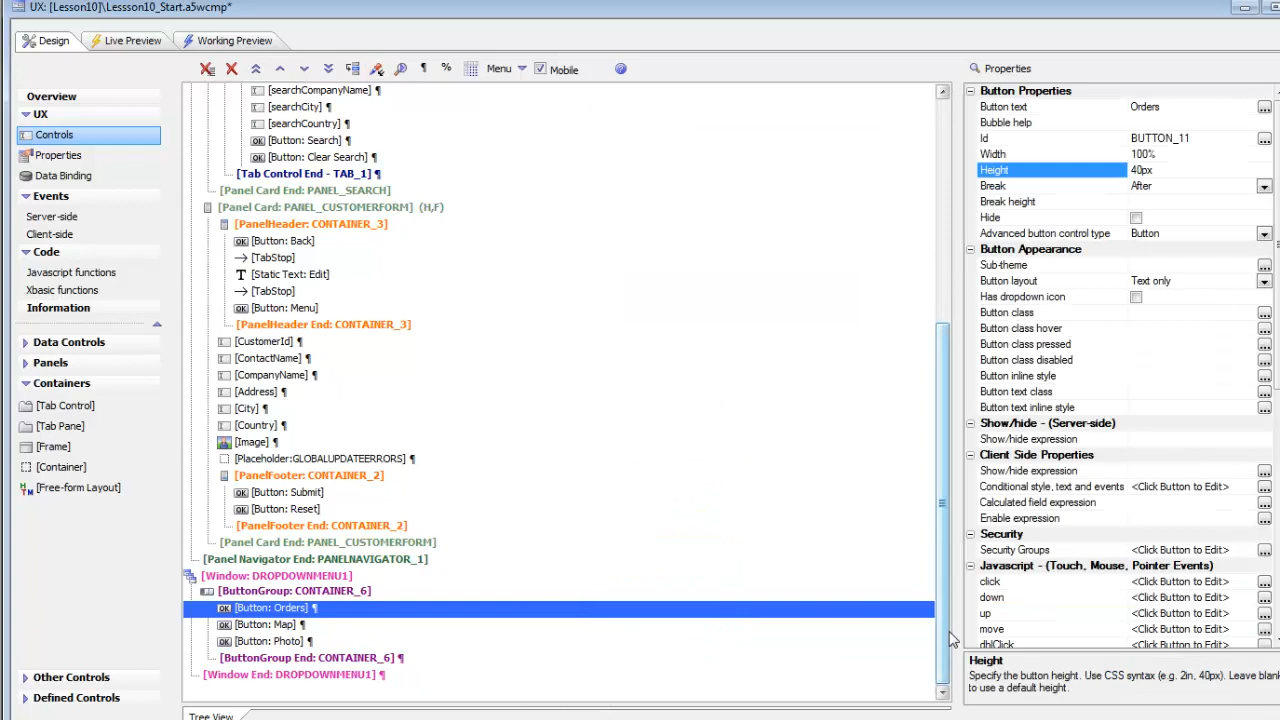 UX: [Lesson10]\Lessson10_Start.a5wcmp*
Design Live Preview Working Preview
Menu Mobile
Overview
UX
Controls
Properties
Data Binding
Events
Server-side
Client-side
Code
Javascript functions
Xbasic functions
Information
Data Controls
Panels
Containers
[Tab Control]
[Tab Pane]
[Frame]
[Container]
[Free-form Layout]
Other Controls
Defined Controls
[searchCompanyName] ¶
[searchCity] ¶
[searchCountry] ¶
[Button: Search] ¶
[Button: Clear Search] ¶
[Tab Control End - TAB_1] ¶
[Panel Card End: PANEL_SEARCH]
[Panel Card: PANEL_CUSTOMERFORM] (H,F)
[PanelHeader: CONTAINER_3]
[Button: Back]
[TabStop]
[Static Text: Edit]
[TabStop]
[Button: Menu]
[PanelHeader End: CONTAINER_3]
[CustomerId] ¶
[ContactName] ¶
[CompanyName] ¶
[Address] ¶
[City] ¶
[Country] ¶
[Image] ¶
[Placeholder:GLOBALUPDATEERRORS] ¶
[PanelFooter: CONTAINER_2]
[Button: Submit]
[Button: Reset]
[PanelFooter End: CONTAINER_2]
[Panel Card End: PANEL_CUSTOMERFORM]
[Panel Navigator End: PANELNAVIGATOR_1]
[Window: DROPDOWNMENU1]
[ButtonGroup: CONTAINER_6]
[Button: Orders] ¶
[Button: Map] ¶
[Button: Photo] ¶
[ButtonGroup End: CONTAINER_6] ¶
[Window End: DROPDOWNMENU1] ¶
Tree View
Properties
Button Properties
Button text Orders
Bubble help
Id BUTTON_11
Width 100%
Height 40px
Break After
Break height
Hide
Advanced button control type Button
Button Appearance
Sub-theme
Button layout Text only
Has dropdown icon
Button class
Button class hover
Button class pressed
Button class disabled
Button inline style
Button text class
Button text inline style
Show/hide - (Server-side)
Show/hide expression
Client Side Properties
Show/hide expression
Conditional style, text and events <Click Button to Edit>
Calculated field expression
Enable expression
Security
Security Groups <Click Button to Edit>
Javascript - (Touch, Mouse, Pointer Events)
click <Click Button to Edit>
down <Click Button to Edit>
up <Click Button to Edit>
move <Click Button to Edit>
dblClick <Click Button to Edit>
Height
Specify the button height. Use CSS syntax (e.g. 2in, 40px). Leave blank
to use a default height.